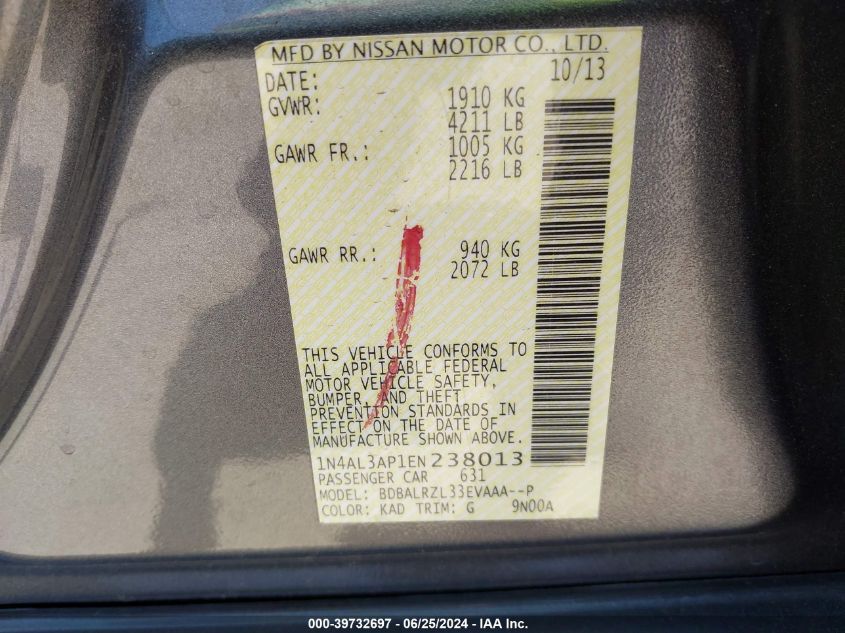 MFD BY NISSAN MOTOR CO., LTD.
DATE: 10/13
GVWR: 1910 KG
4211 LB
GAWR FR.: 1005 KG
2216 LB
GAWR RR.: 940 KG
2072 LB
THIS VEHICLE CONFORMS TO
ALL APPLICABLE FEDERAL
MOTOR VEHICLE SAFETY,
BUMPER, AND THEFT
PREVENTION STANDARDS IN
EFFECT ON THE DATE OF
MANUFACTURE SHOWN ABOVE.
1N4AL3AP1EN238013
PASSENGER CAR 631
MODEL: BDBALRZL33EVAAA--P
COLOR: KAD TRIM: G 9N00A
000-39732697 - 06/25/2024 - IAA Inc.